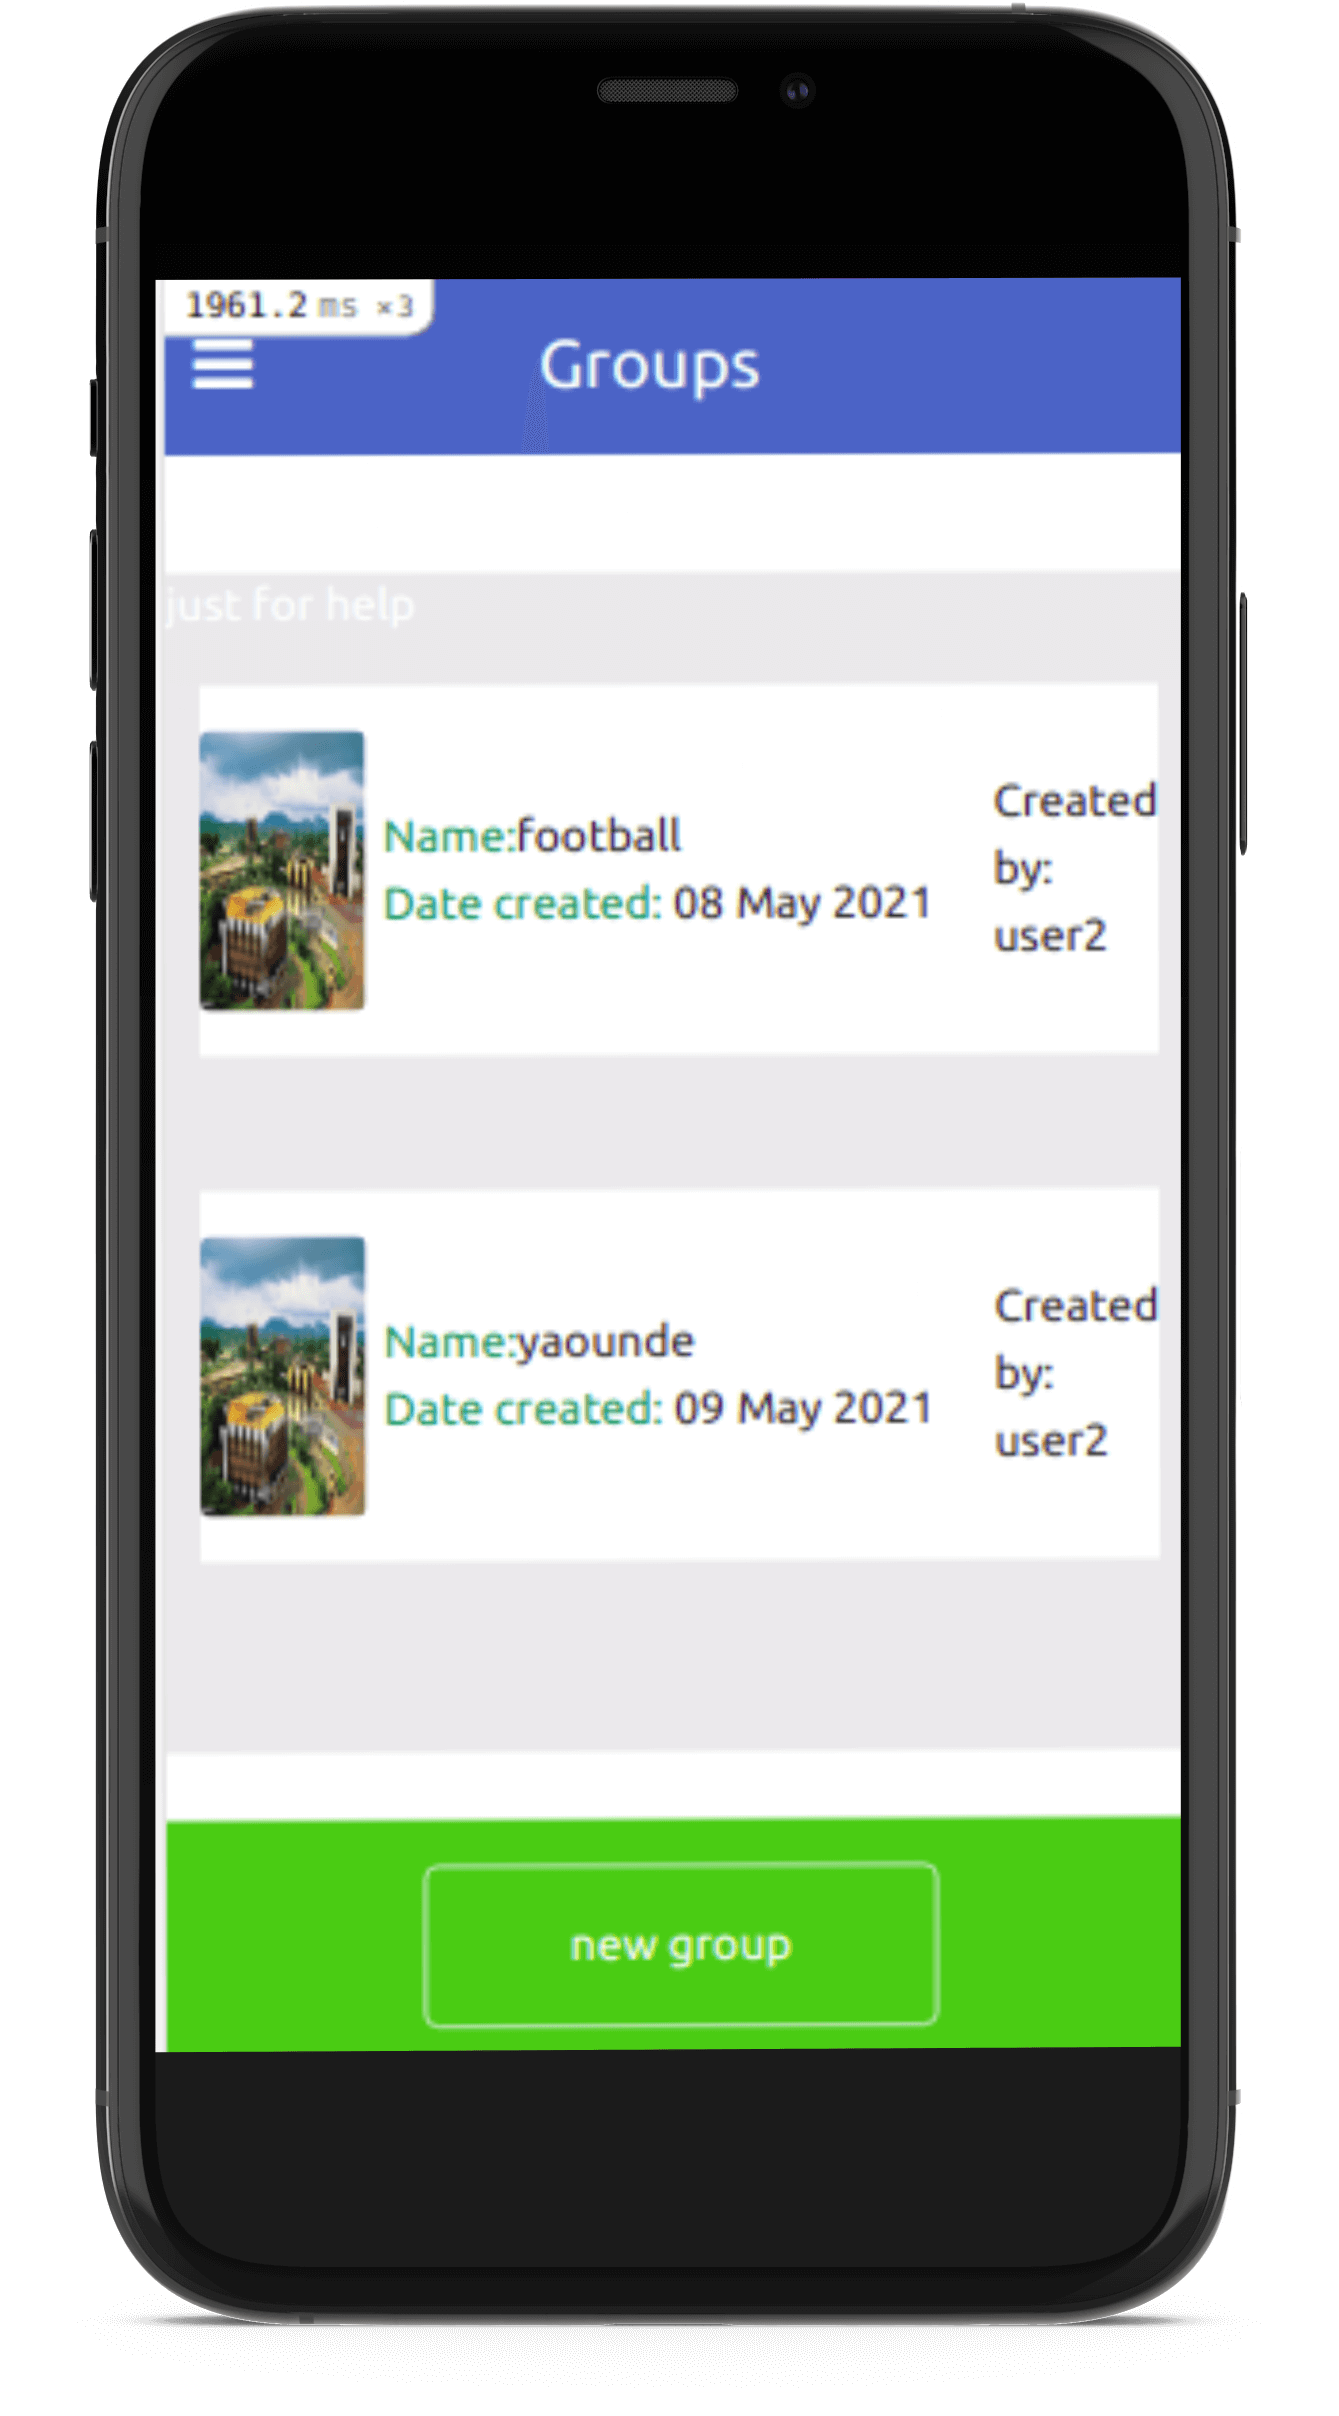 1961.2 ms ×3
Groups
just for help
Name:football
Date created: 08 May 2021
Created
by:
user2
Name:yaounde
Date created: 09 May 2021
Created
by:
user2
new group